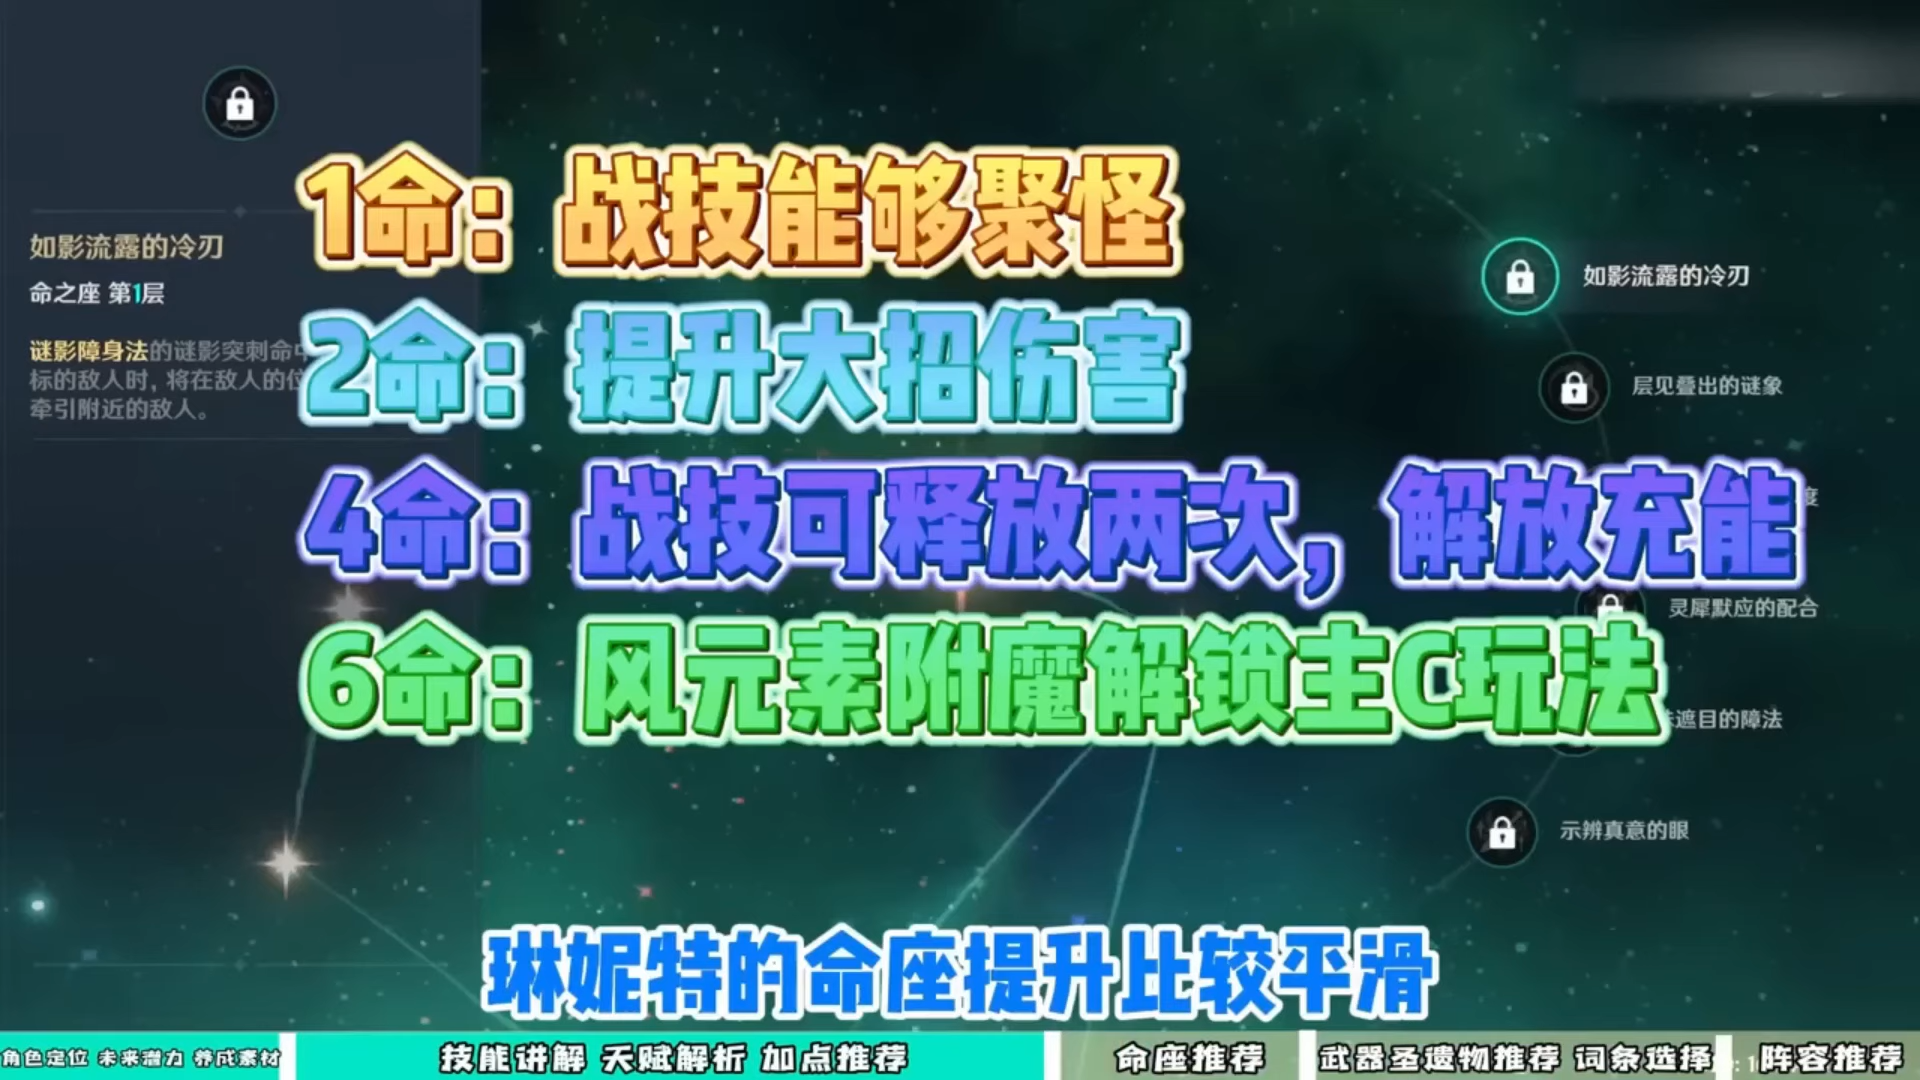 1命：战技能够聚怪
如影流露的冷刃
命之座 第1层
如影流露的冷刃
2命：提升大招伤害
谜影障身法的谜影突刺命中
标的敌人时，将在敌人的位
牵引附近的敌人。
层见叠出的谜象
4命：战技可释放两次，解放充能
度
灵犀默应的配合
6命：风元素附魔解锁主C玩法
遮目的障法
示辨真意的眼
琳妮特的命座提升比较平滑
角色定位 未来潜力 养成素材
技能讲解 天赋解析 加点推荐
命座推荐
武器圣遗物推荐 词条选择
阵容推荐